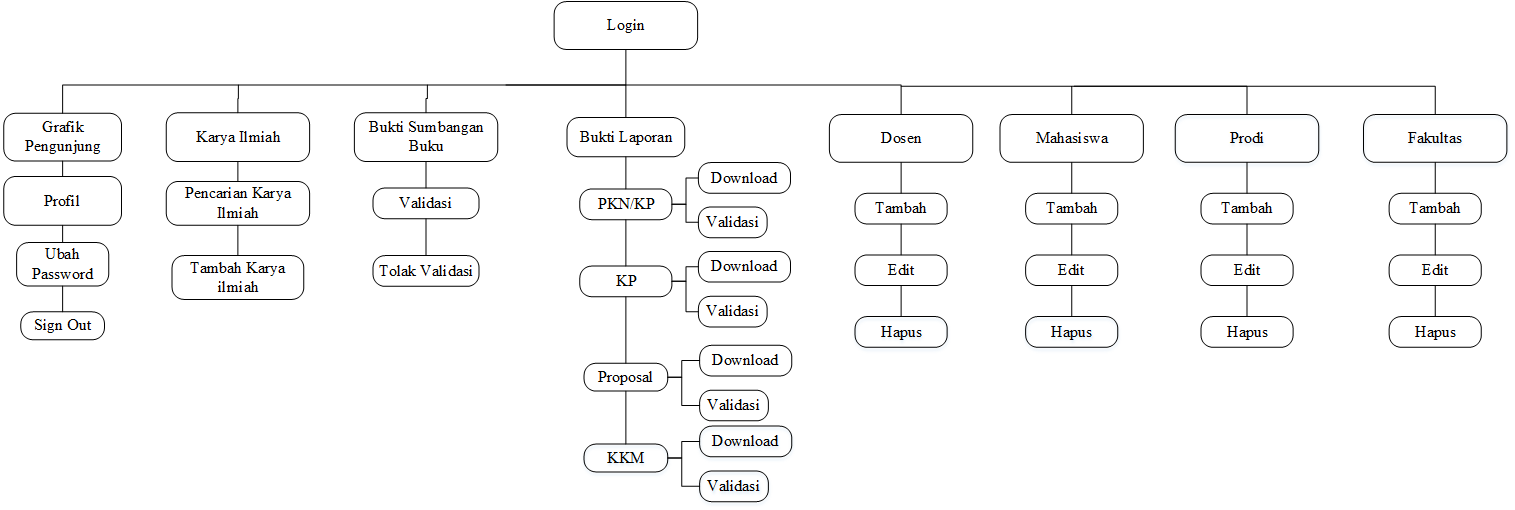 Login
Grafik
Pengunjung
Profil
Ubah
Password
Sign Out
Karya Ilmiah
Pencarian Karya
Ilmiah
Tambah Karya
ilmiah
Bukti Sumbangan
Buku
Validasi
Tolak Validasi
Bukti Laporan
PKN/KP
Download
Validasi
KP
Download
Validasi
Proposal
Download
Validasi
KKM
Download
Validasi
Dosen
Tambah
Edit
Hapus
Mahasiswa
Tambah
Edit
Hapus
Prodi
Tambah
Edit
Hapus
Fakultas
Tambah
Edit
Hapus